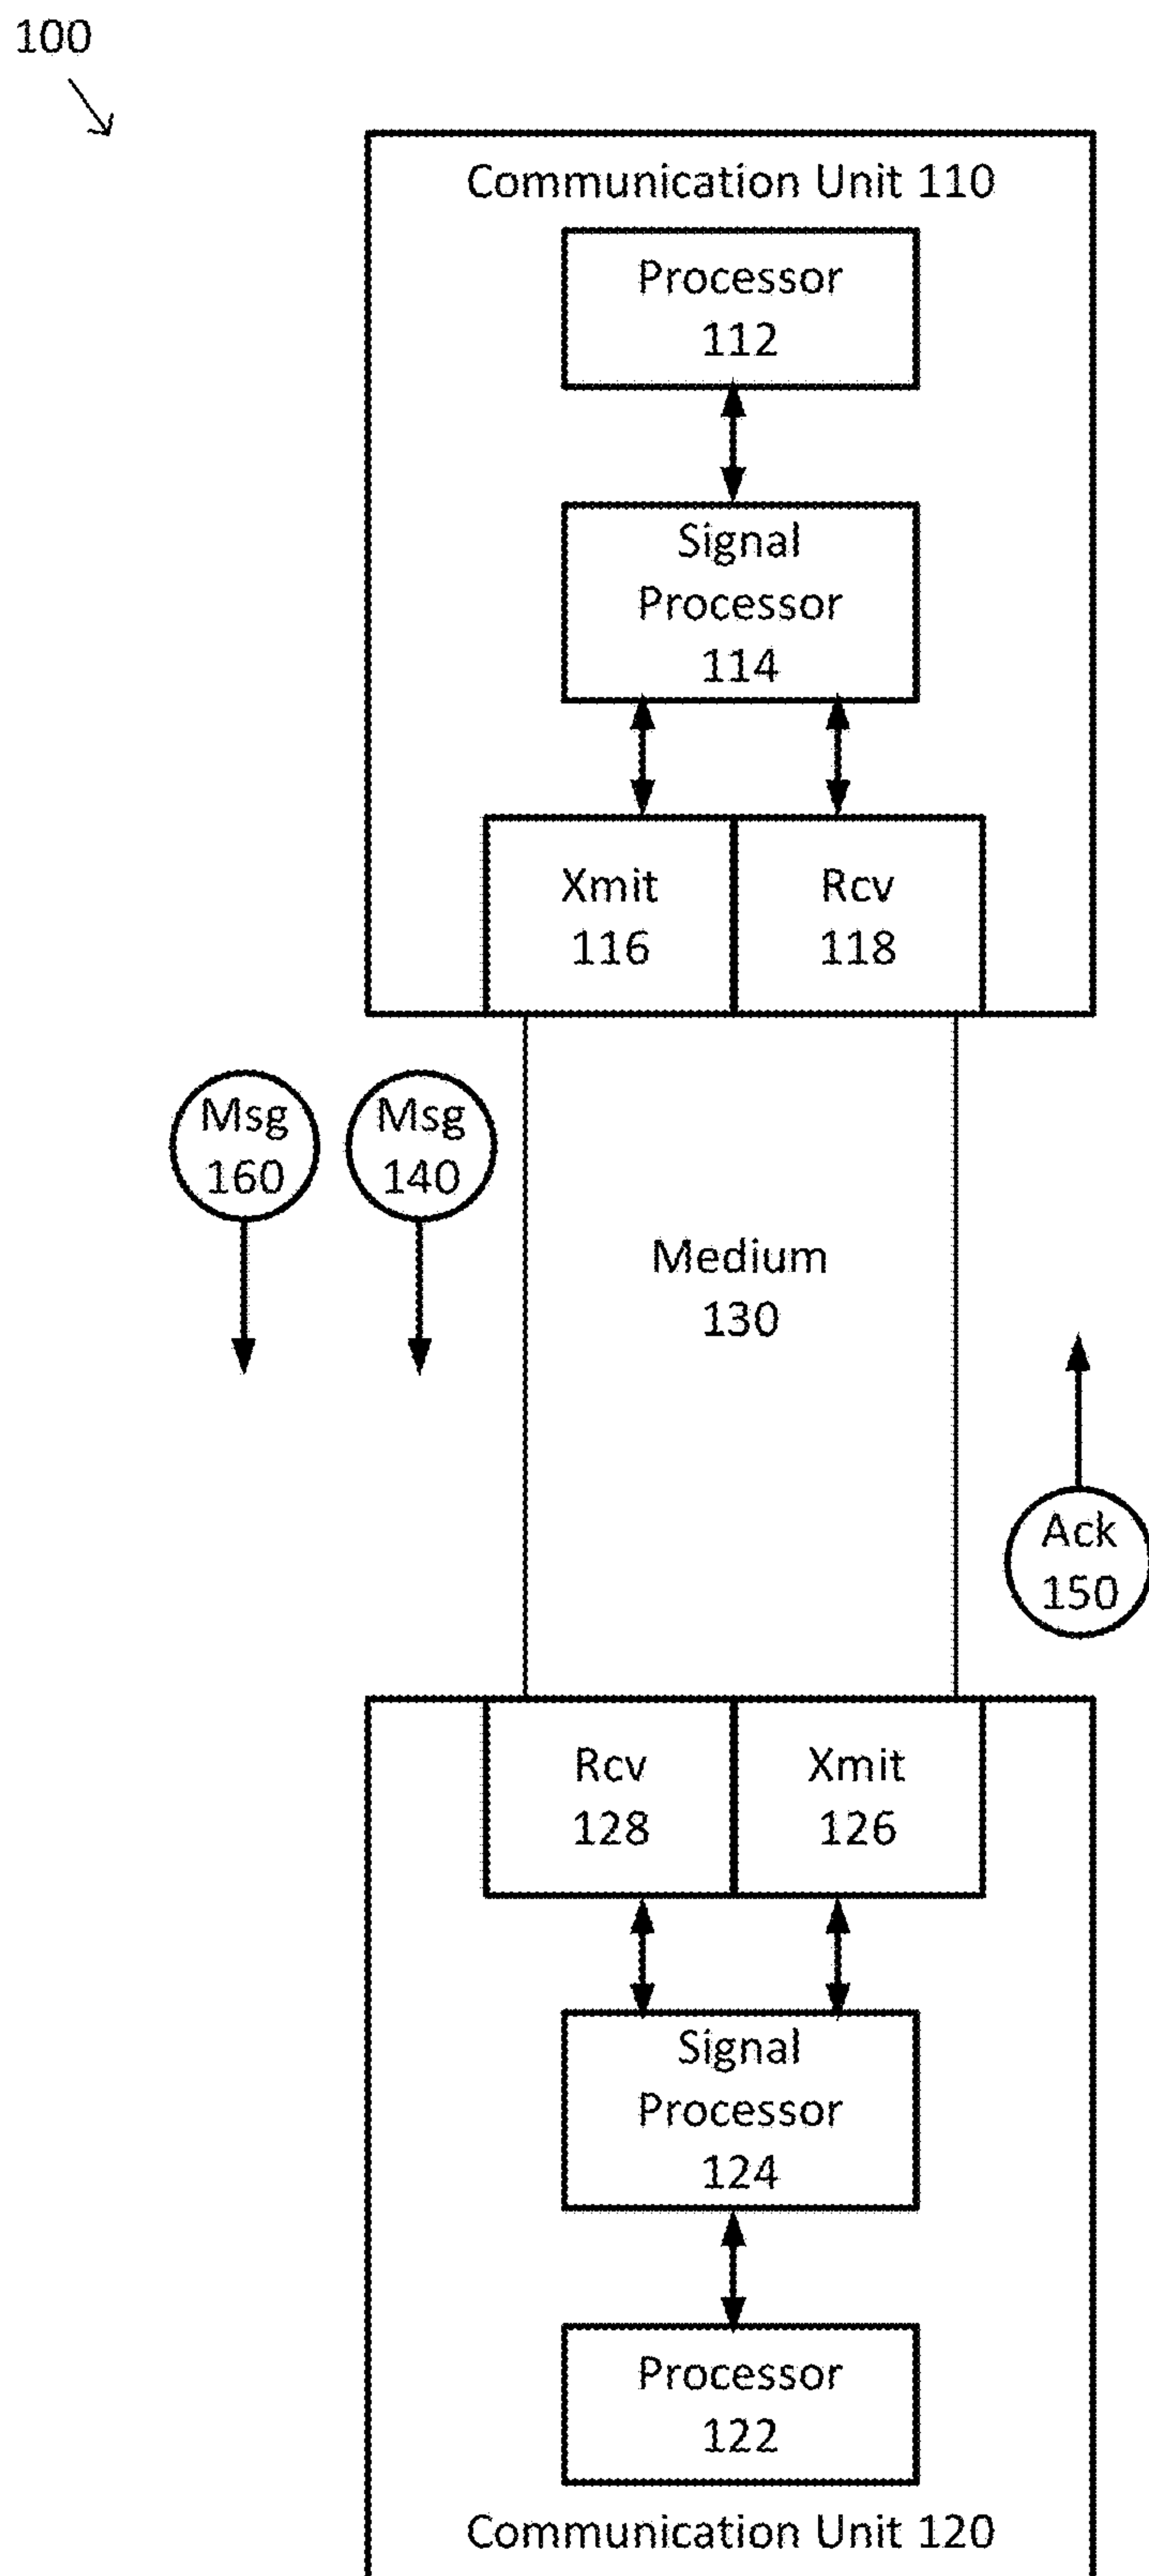 100
Communication Unit 110
Processor
112
Signal
Processor
114
Xmit
116
Rcv
118
Msg
160
Msg
140
Medium
130
Ack
150
Rcv
128
Xmit
126
Signal
Processor
124
Processor
122
Communication Unit 120